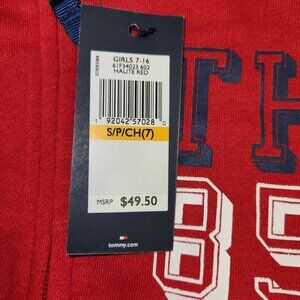 GIRLS 7-16
61F34023 602
HAUTE RED
1 92042 57028 0
S/P/CH(7)
MSRP $49.50
tommy.com
TH
85